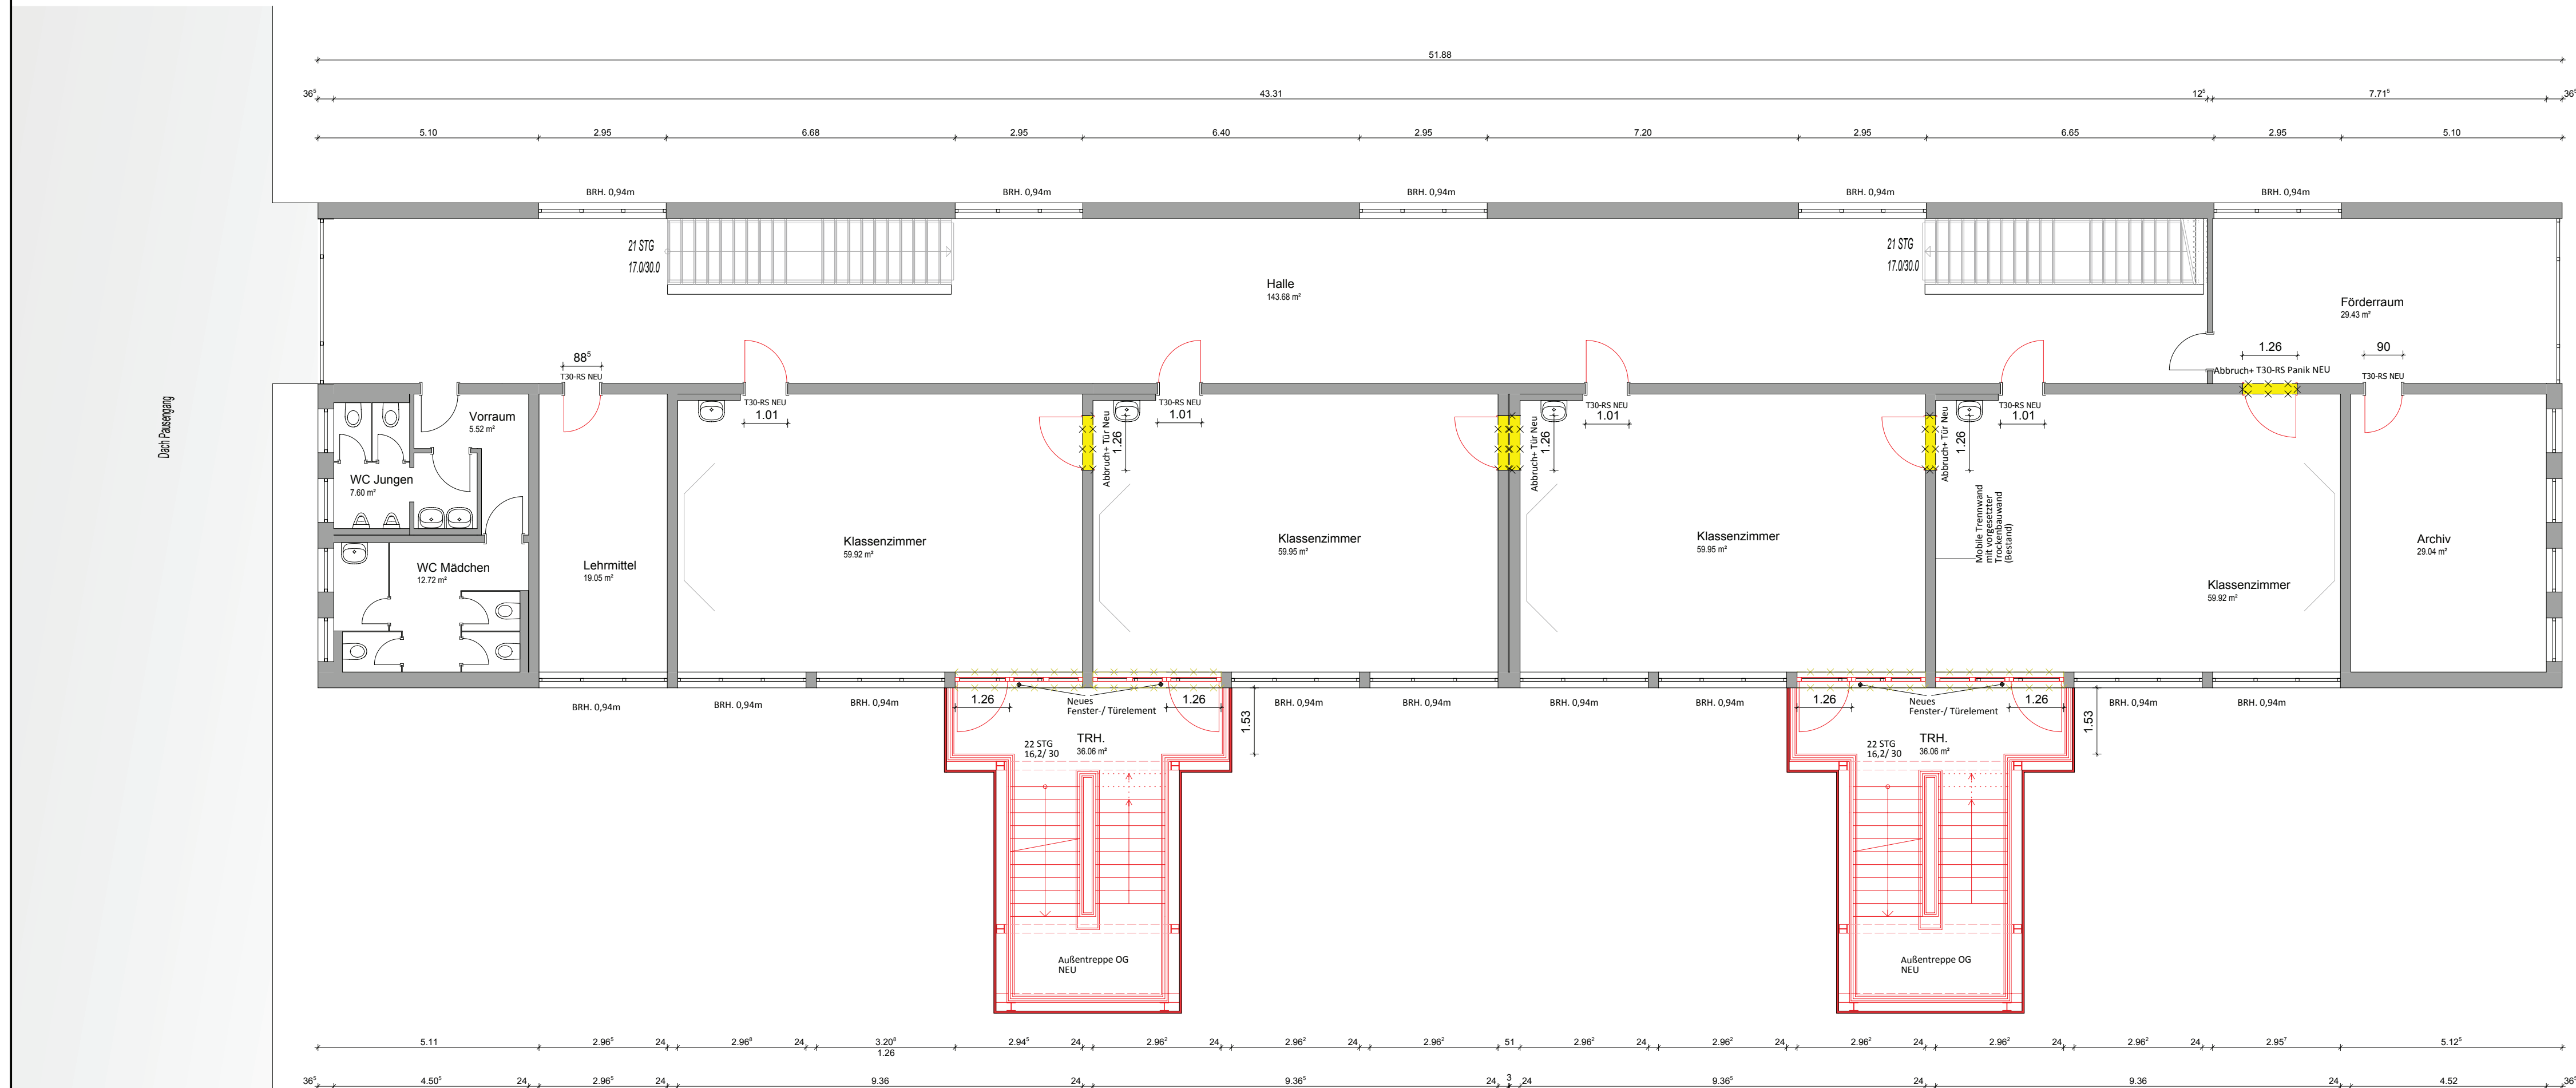 51.88
36⁵ 43.31 12⁵ 7.71⁵ 36⁵
5.10 2.95 6.68 2.95 6.40 2.95 7.20 2.95 6.65 2.95 5.10
BRH. 0,94m BRH. 0,94m BRH. 0,94m BRH. 0,94m BRH. 0,94m
21 STG
17.0/30.0
21 STG
17.0/30.0
Halle
143.68 m²
Förderraum
29.43 m²
88⁵
T30-RS NEU
1.26
Abbruch+ T30-RS Panik NEU
90
T30-RS NEU
Dach Pausengang
Vorraum
5.52 m²
T30-RS NEU
1.01
T30-RS NEU
1.01
T30-RS NEU
1.01
T30-RS NEU
1.01
Abbruch+ Tür Neu
1.26
Abbruch+ Tür Neu
1.26
Abbruch+ Tür Neu
1.26
WC Jungen
7.60 m²
WC Mädchen
12.72 m²
Lehrmittel
19.05 m²
Klassenzimmer
59.92 m²
Klassenzimmer
59.95 m²
Klassenzimmer
59.95 m²
Mobile Trennwand
mit vorgesetzter
Trockenbauwand
(Bestand)
Klassenzimmer
59.92 m²
Archiv
29.04 m²
BRH. 0,94m BRH. 0,94m BRH. 0,94m
1.26
Neues
Fenster-/ Türelement
1.26
1.53
BRH. 0,94m BRH. 0,94m BRH. 0,94m BRH. 0,94m
1.26
Neues
Fenster-/ Türelement
1.26
1.53
BRH. 0,94m BRH. 0,94m
22 STG
16,2/ 30
TRH.
36.06 m²
22 STG
16,2/ 30
TRH.
36.06 m²
Außentreppe OG
NEU
Außentreppe OG
NEU
5.11 2.96⁵ 24 2.96⁸ 24 3.20⁸ 2.94⁵ 24 2.96² 24 2.96² 24 2.96² 51 2.96² 24 2.96² 24 2.96² 24 2.96² 24 2.96² 24 2.95⁷ 5.12⁵
1.26
36⁵ 4.50⁵ 24 2.96⁵ 24 9.36 24 9.36⁵ 24 3 24 9.36⁵ 24 9.36 24 4.52 36⁵